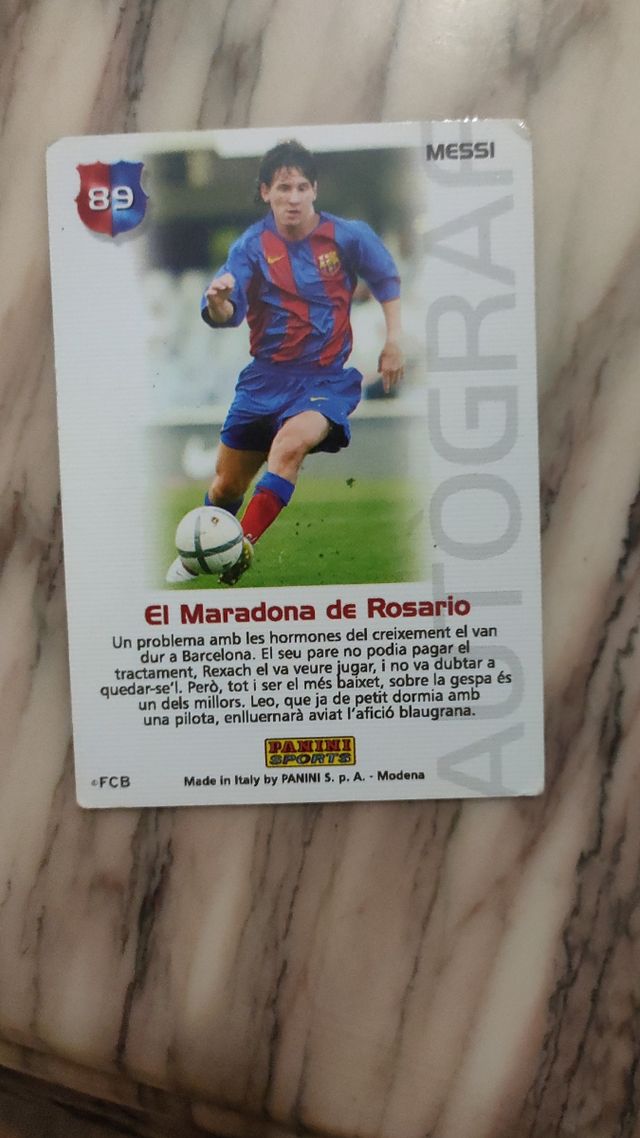 89
MESSI
AUTÒGRAF
El Maradona de Rosario
Un problema amb les hormones del creixement el van
dur a Barcelona. El seu pare no podia pagar el
tractament, Rexach el va veure jugar, i no va dubtar a
quedar-se'l. Però, tot i ser el més baixet, sobre la gespa és
un dels millors. Leo, que ja de petit dormia amb
una pilota, enlluernarà aviat l'afició blaugrana.
PANINI
SPORTS
©FCB
Made in Italy by PANINI S. p. A. - Modena